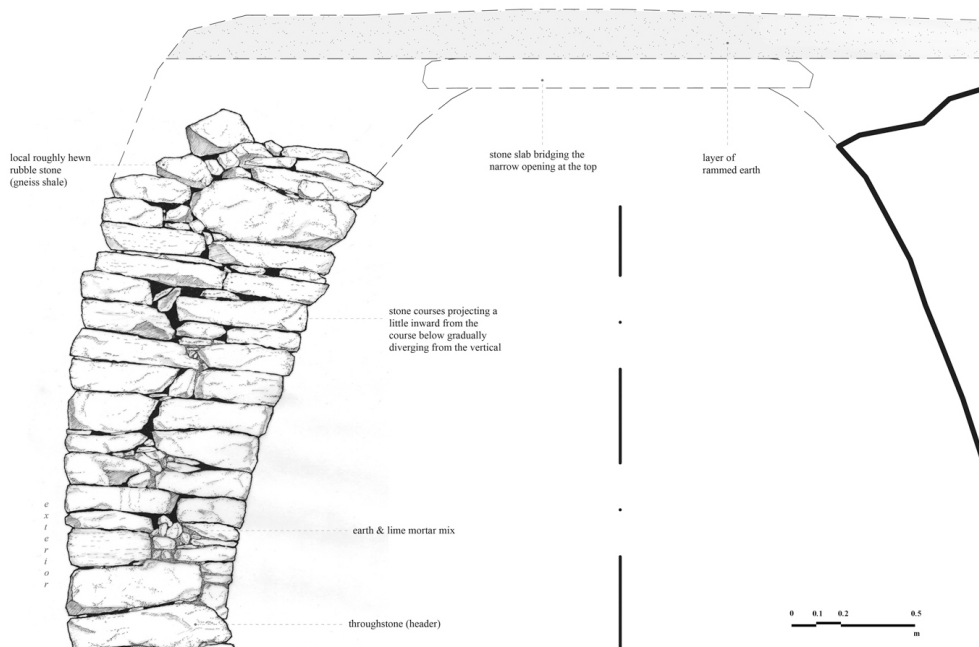 local roughly hewn
rubble stone
(gneiss shale)
stone slab bridging the
narrow opening at the top
layer of
rammed earth
stone courses projecting a
little inward from the
course below gradually
diverging from the vertical
exterior
earth & lime mortar mix
throughstone (header)
0 0.1 0.2 0.5
m